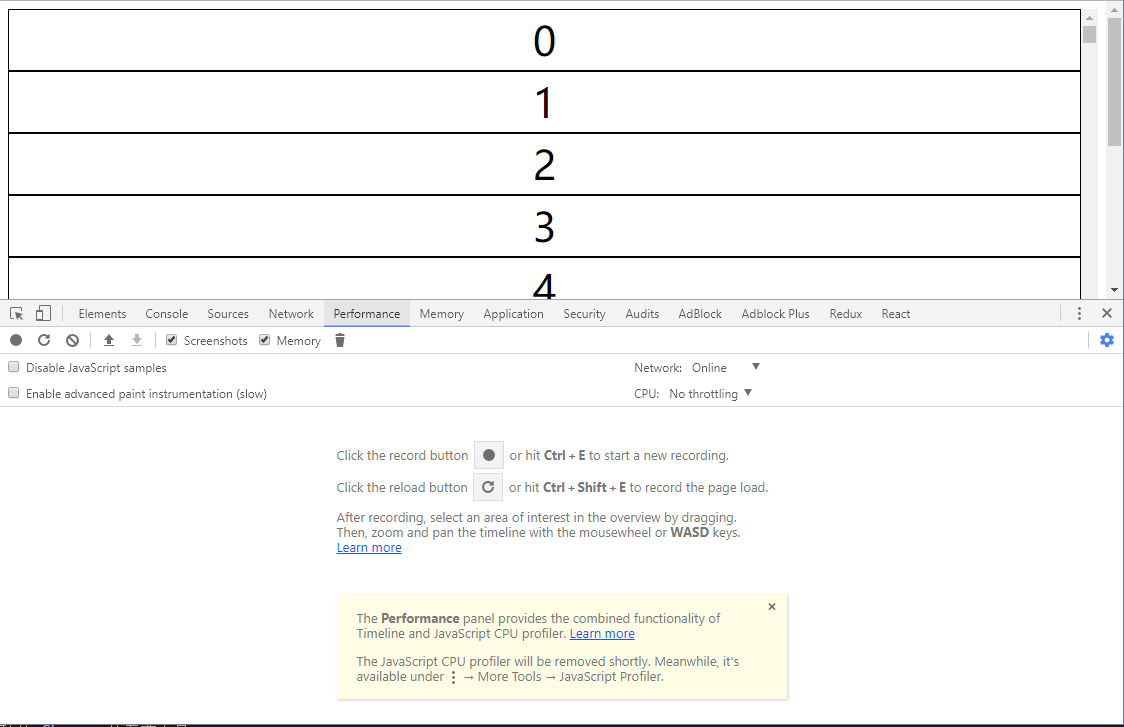 0
1
2
3
4
Elements Console Sources Network Performance Memory Application Security Audits AdBlock Adblock Plus Redux React
Screenshots Memory
Disable JavaScript samples Network: Online
Enable advanced paint instrumentation (slow) CPU: No throttling
Click the record button or hit Ctrl + E to start a new recording.
Click the reload button or hit Ctrl + Shift + E to record the page load.
After recording, select an area of interest in the overview by dragging.
Then, zoom and pan the timeline with the mousewheel or WASD keys.
Learn more
The Performance panel provides the combined functionality of
Timeline and JavaScript CPU profiler. Learn more
The JavaScript CPU profiler will be removed shortly. Meanwhile, it's
available under ⋮ → More Tools → JavaScript Profiler.